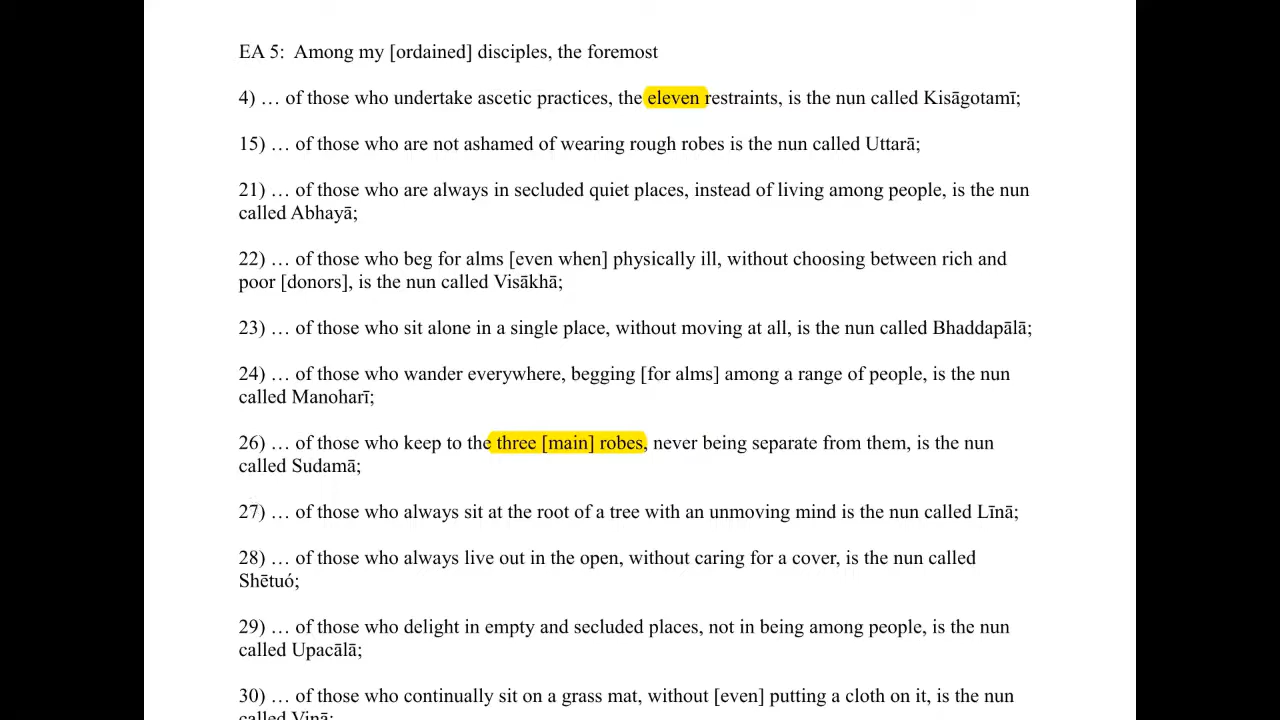 EA 5:  Among my [ordained] disciples, the foremost
4) … of those who undertake ascetic practices, the eleven restraints, is the nun called Kisāgotamī;
15) … of those who are not ashamed of wearing rough robes is the nun called Uttarā;
21) … of those who are always in secluded quiet places, instead of living among people, is the nun
called Abhayā;
22) … of those who beg for alms [even when] physically ill, without choosing between rich and
poor [donors], is the nun called Visākhā;
23) … of those who sit alone in a single place, without moving at all, is the nun called Bhaddapālā;
24) … of those who wander everywhere, begging [for alms] among a range of people, is the nun
called Manoharī;
26) … of those who keep to the three [main] robes, never being separate from them, is the nun
called Sudamā;
27) … of those who always sit at the root of a tree with an unmoving mind is the nun called Līnā;
28) … of those who always live out in the open, without caring for a cover, is the nun called
Shētuó;
29) … of those who delight in empty and secluded places, not in being among people, is the nun
called Upacālā;
30) … of those who continually sit on a grass mat, without [even] putting a cloth on it, is the nun
called Vinā;